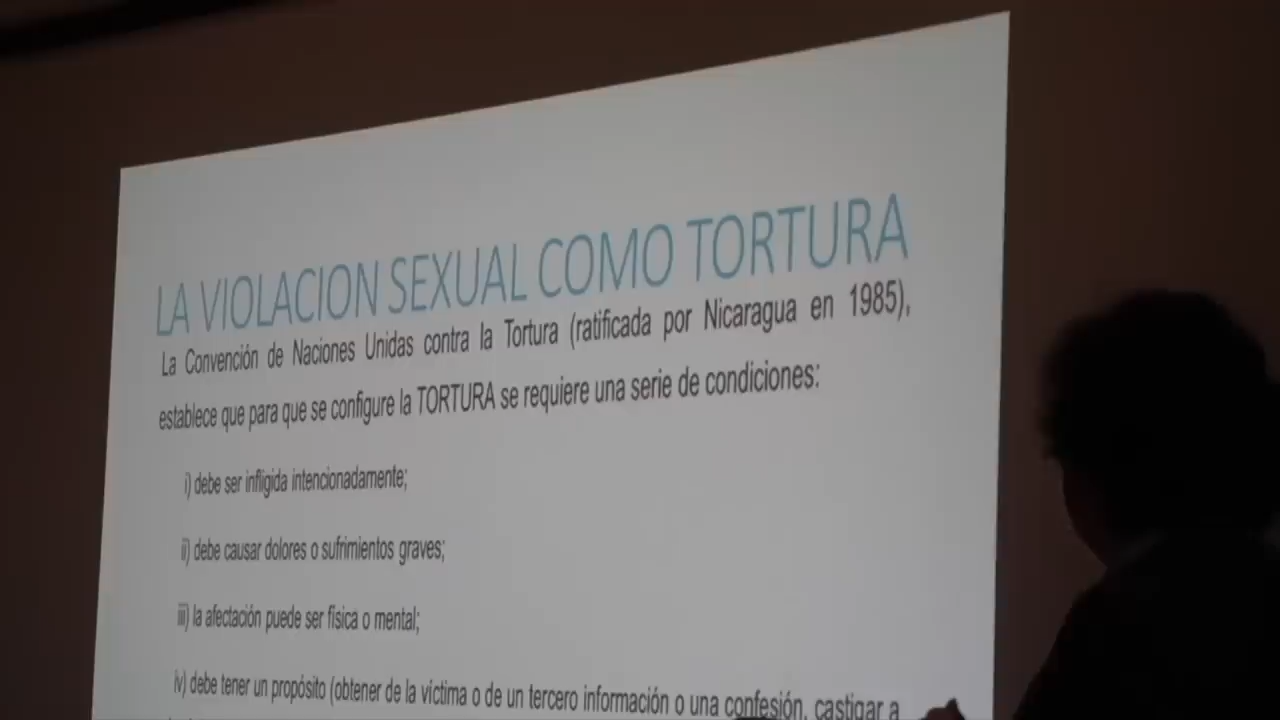 LA VIOLACION SEXUAL COMO TORTURA
La Convención de Naciones Unidas contra la Tortura (ratificada por Nicaragua en 1985),
establece que para que se configure la TORTURA se requiere una serie de condiciones:
i) debe ser infligida intencionadamente;
ii) debe causar dolores o sufrimientos graves;
iii) la afectación puede ser física o mental;
iv) debe tener un propósito (obtener de la víctima o de un tercero información o una confesión, castigar a